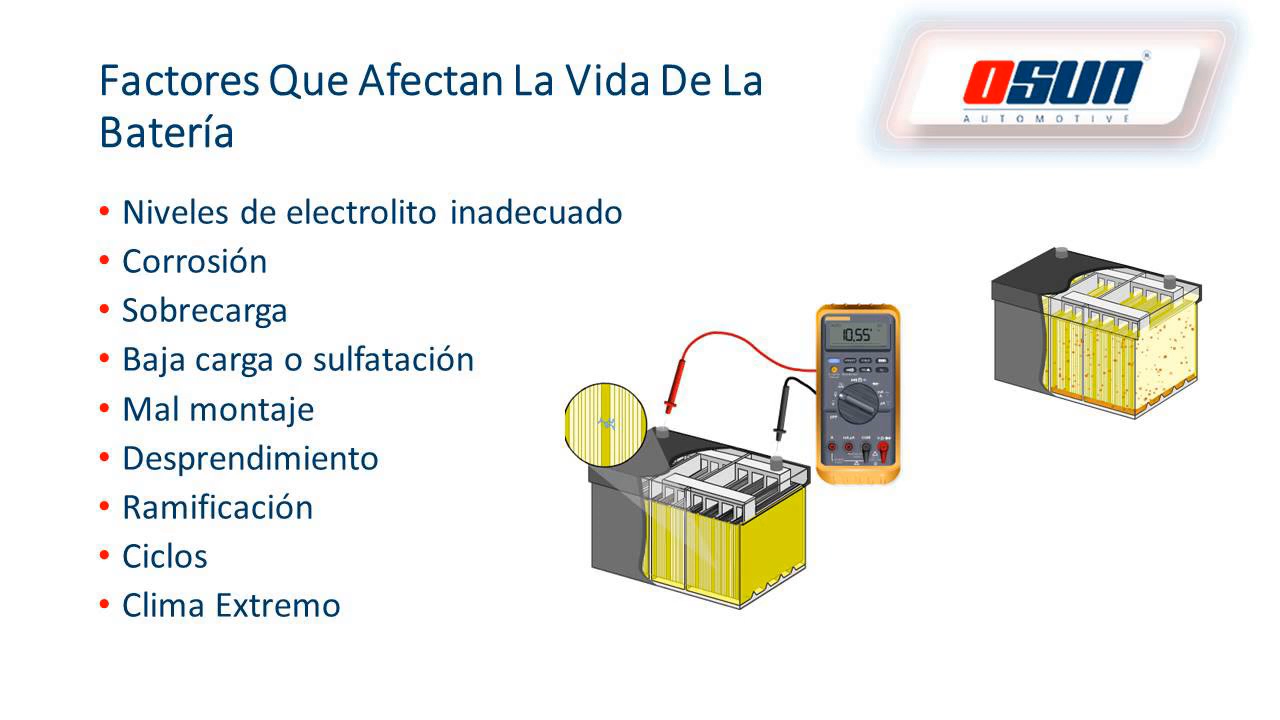 Factores Que Afectan La Vida De La
Batería
OSUN®
AUTOMOTIVE
• Niveles de electrolito inadecuado
• Corrosión
• Sobrecarga
• Baja carga o sulfatación
• Mal montaje
• Desprendimiento
• Ramificación
• Ciclos
• Clima Extremo
10.55
OFF